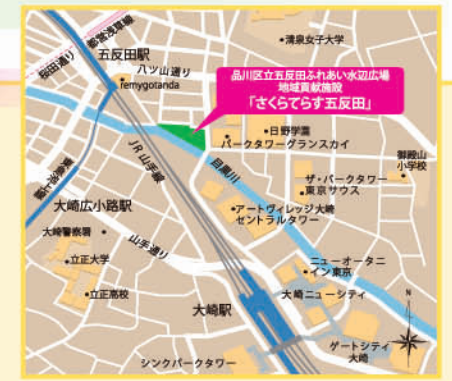 都営浅草線
桜田通り
五反田駅
八ツ山通り
remygotanda
清泉女子大学
品川区立五反田ふれあい水辺広場
地域貢献施設
「さくらてらす五反田」
日野学園
パークタワーグランスカイ
御殿山
小学校
東急池上線
JR山手線
目黒川
ザ・パークタワー
東京サウス
大崎広小路駅
アートヴィレッジ大崎
セントラルタワー
大崎警察署
山手通り
立正大学
ニューオータニ
イン東京
立正高校
大崎ニューシティ
大崎駅
N
ゲートシティ
大崎
シンクパークタワー